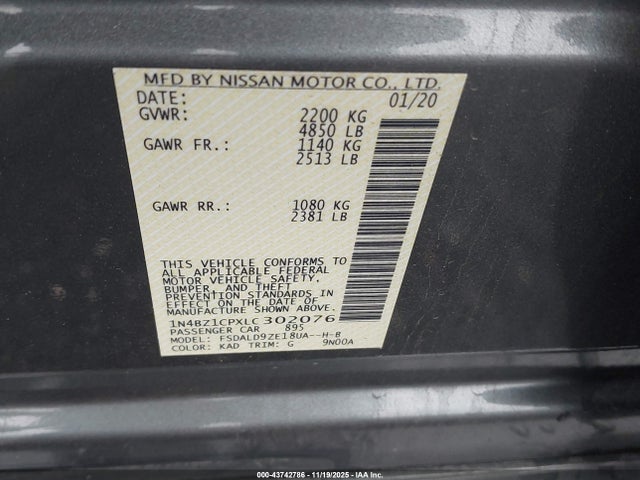 MFD BY NISSAN MOTOR CO., LTD.
DATE: 01/20
GVWR: 2200 KG
4850 LB
GAWR FR.: 1140 KG
2513 LB
GAWR RR.: 1080 KG
2381 LB
THIS VEHICLE CONFORMS TO
ALL APPLICABLE FEDERAL
MOTOR VEHICLE SAFETY,
BUMPER, AND THEFT
PREVENTION STANDARDS IN
EFFECT ON THE DATE OF
MANUFACTURE SHOWN ABOVE.
1N4BZ1CPXLC302076
PASSENGER CAR 895
MODEL: FSDALD9ZE18UA--H-B
COLOR: KAD TRIM: G 9N00A
000-43742786 - 11/19/2025 - IAA Inc.